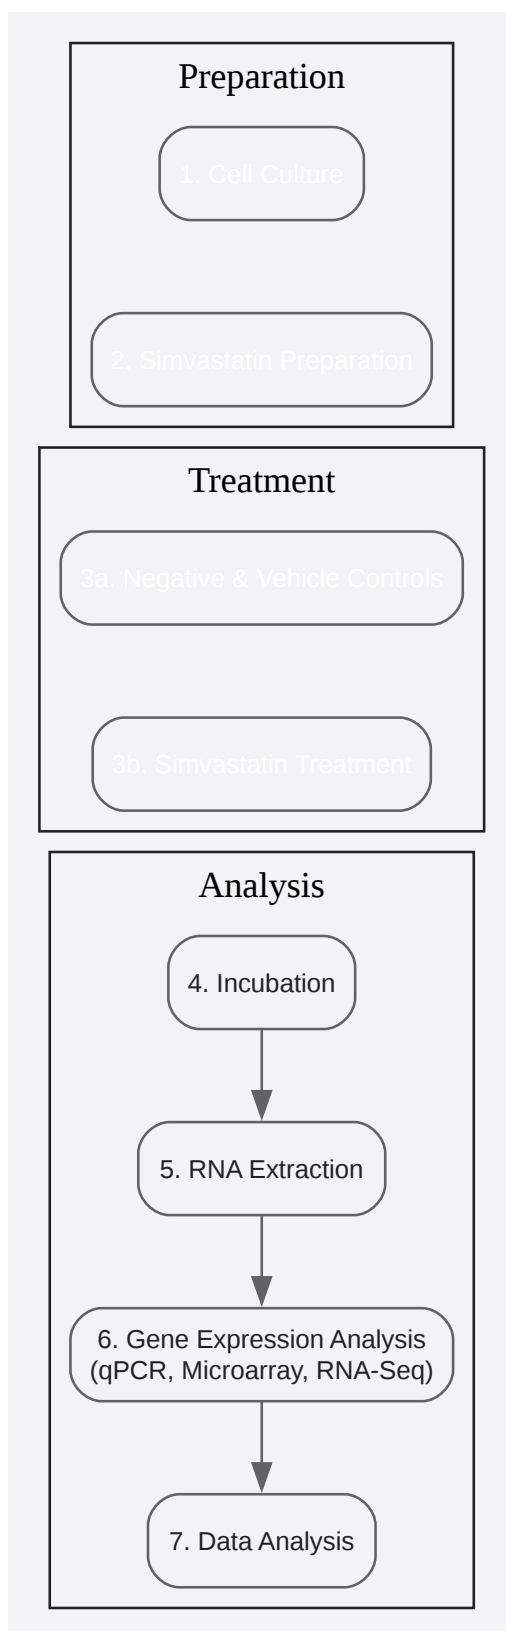 Preparation
1. Cell Culture
2. Simvastatin Preparation
Treatment
3a. Negative & Vehicle Controls
3b. Simvastatin Treatment
Analysis
4. Incubation
5. RNA Extraction
6. Gene Expression Analysis
(qPCR, Microarray, RNA-Seq)
7. Data Analysis